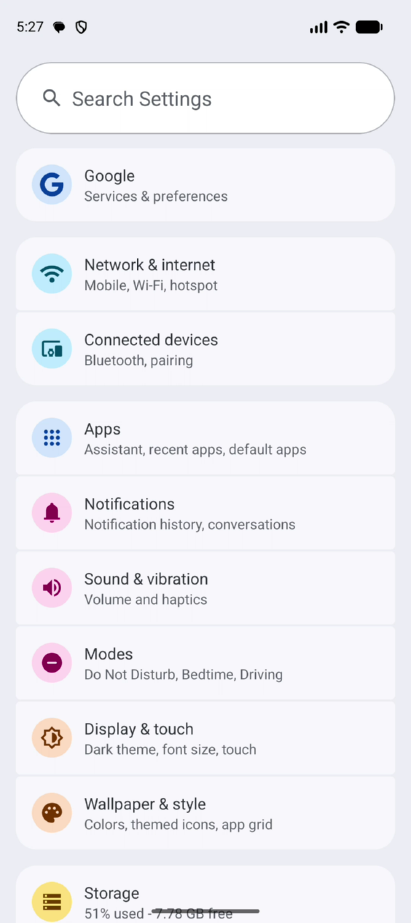 5:27
Search Settings
Google
Services & preferences
Network & internet
Mobile, Wi-Fi, hotspot
Connected devices
Bluetooth, pairing
Apps
Assistant, recent apps, default apps
Notifications
Notification history, conversations
Sound & vibration
Volume and haptics
Modes
Do Not Disturb, Bedtime, Driving
Display & touch
Dark theme, font size, touch
Wallpaper & style
Colors, themed icons, app grid
Storage
51% used - 7.78 GB free